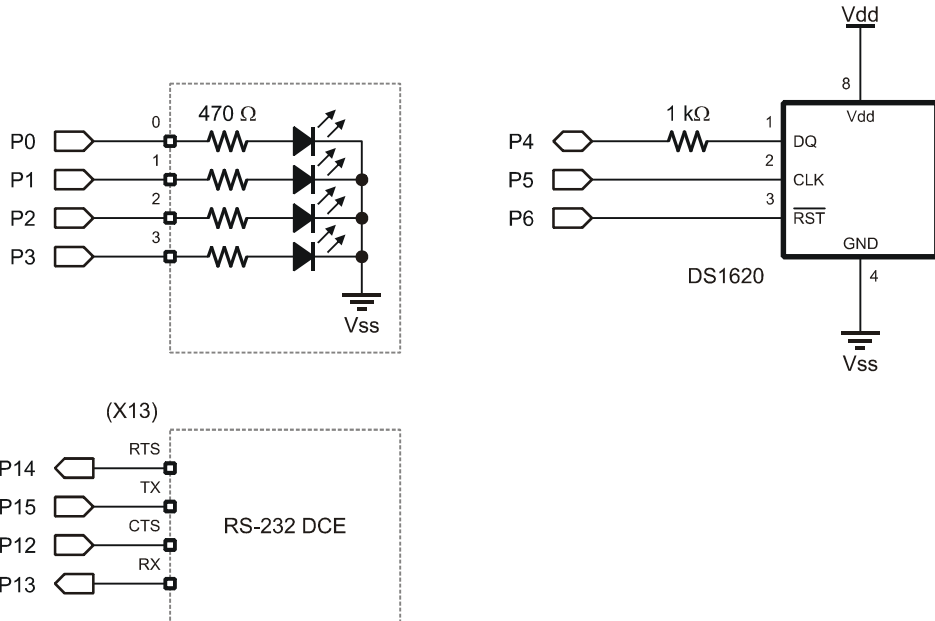 P0
P1
P2
P3
0
1
2
3
470 Ω
Vss
Vdd
8
Vdd
P4
P5
P6
1 kΩ
1
2
3
DQ
CLK
RST
GND
DS1620
4
Vss
(X13)
P14
P15
P12
P13
RTS
TX
CTS
RX
RS-232 DCE